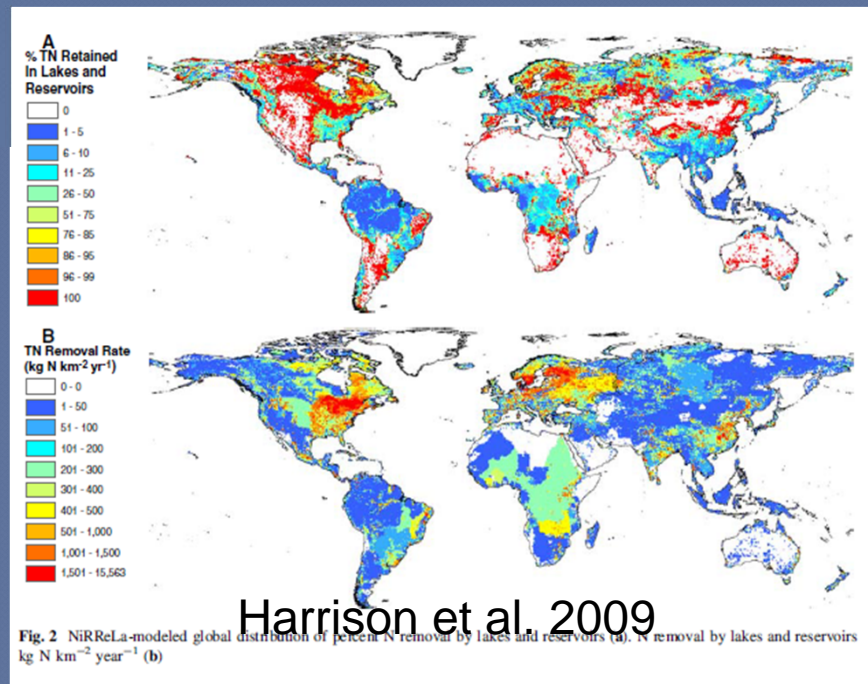 A
% TN Retained
In Lakes and
Reservoirs
0
1 - 5
6 - 10
11 - 25
26 - 50
51 - 75
76 - 85
86 - 95
96 - 99
100
B
TN Removal Rate
(kg N km-2 yr-1)
0 - 0
1 - 50
51 - 100
101 - 200
201 - 300
301 - 400
401 - 500
501 - 1,000
1,001 - 1,500
1,501 - 15,563
Harrison et al. 2009
Fig. 2 NiRReLa-modeled global distribution of percent N removal by lakes and reservoirs (a). N removal by lakes and reservoirs
kg N km−2 year−1 (b)